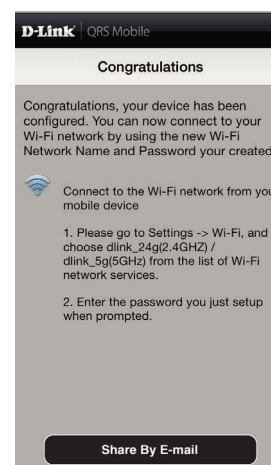 D-Link QRS Mobile
Congratulations
Congratulations, your device has been
configured. You can now connect to your
Wi-Fi network by using the new Wi-Fi
Network Name and Password your created
Connect to the Wi-Fi network from you
mobile device
1. Please go to Settings -> Wi-Fi, and
choose dlink_24g(2.4GHZ) /
dlink_5g(5GHz) from the list of Wi-Fi
network services.
2. Enter the password you just setup
when prompted.
Share By E-mail